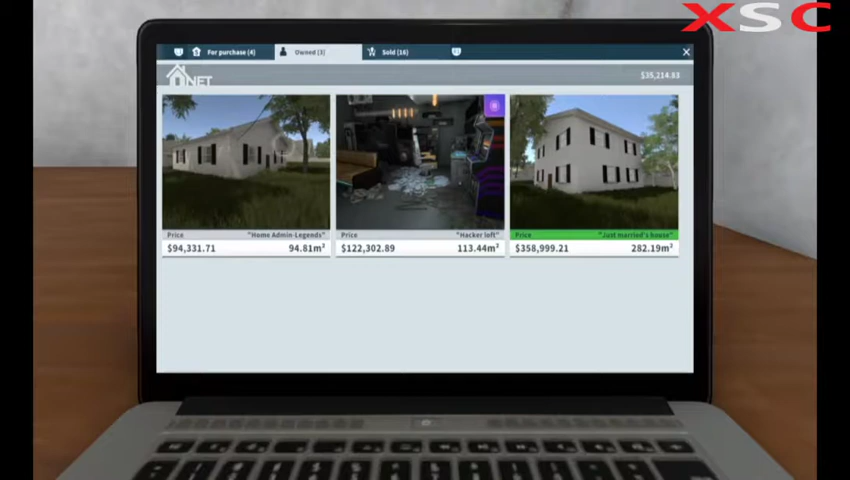 XSC
For purchase (4)
Owned (3)
Sold (16)
NET
$35,214.93
Price
"Home Admin-Legends"
$94,331.71
94.81m²
Price
"Hacker loft"
$122,302.89
113.44m²
Price
"Just married's house"
$358,999.21
282.19m²